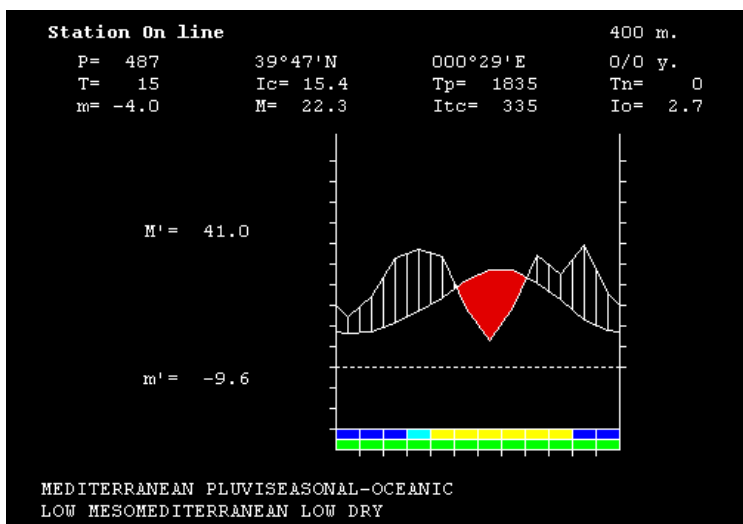 Station On line 400 m.
P= 487 39°47'N 000°29'E 0/0 y.
T= 15 Ic= 15.4 Tp= 1835 Tn= 0
m= -4.0 M= 22.3 Itc= 335 Io= 2.7
M'= 41.0
m'= -9.6
MEDITERRANEAN PLUVISEASONAL-OCEANIC
LOW MESOMEDITERRANEAN LOW DRY